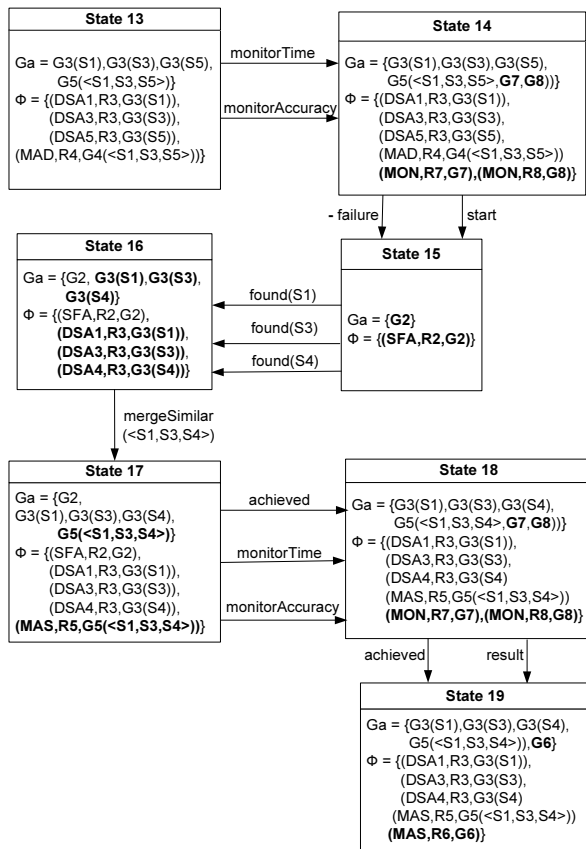 State 13
Ga = G3(S1),G3(S3),G3(S5),
G5(<S1,S3,S5>)}
Φ = {(DSA1,R3,G3(S1)),
(DSA3,R3,G3(S3)),
(DSA5,R3,G3(S5)),
(MAD,R4,G4(<S1,S3,S5>))}
monitorTime
monitorAccuracy
State 14
Ga = {G3(S1),G3(S3),G3(S5),
G5(<S1,S3,S5>,G7,G8))}
Φ = {(DSA1,R3,G3(S1)),
(DSA3,R3,G3(S3),
(DSA5,R3,G3(S5),
(MAD,R4,G4(<S1,S3,S5>))
(MON,R7,G7),(MON,R8,G8)}
- failure
start
State 16
Ga = {G2, G3(S1),G3(S3),
G3(S4)}
Φ = {(SFA,R2,G2),
(DSA1,R3,G3(S1)),
(DSA3,R3,G3(S3)),
(DSA4,R3,G3(S4))}
found(S1)
found(S3)
found(S4)
State 15
Ga = {G2}
Φ = {(SFA,R2,G2)}
mergeSimilar
(<S1,S3,S4>)
State 17
Ga = {G2,
G3(S1),G3(S3),G3(S4),
G5(<S1,S3,S4>)}
Φ = {(SFA,R2,G2),
(DSA1,R3,G3(S1)),
(DSA3,R3,G3(S3)),
(DSA4,R3,G3(S4)),
(MAS,R5,G5(<S1,S3,S4>))}
achieved
monitorTime
monitorAccuracy
State 18
Ga = {G3(S1),G3(S3),G3(S4),
G5(<S1,S3,S4>,G7,G8))}
Φ = {(DSA1,R3,G3(S1)),
(DSA3,R3,G3(S3),
(DSA4,R3,G3(S4)
(MAS,R5,G5(<S1,S3,S4>))
(MON,R7,G7),(MON,R8,G8)}
achieved
result
State 19
Ga = {G3(S1),G3(S3),G3(S4),
G5(<S1,S3,S4>)),G6}
Φ = {(DSA1,R3,G3(S1)),
(DSA3,R3,G3(S3),
(DSA4,R3,G3(S4)
(MAS,R5,G5(<S1,S3,S4>))
(MAS,R6,G6)}